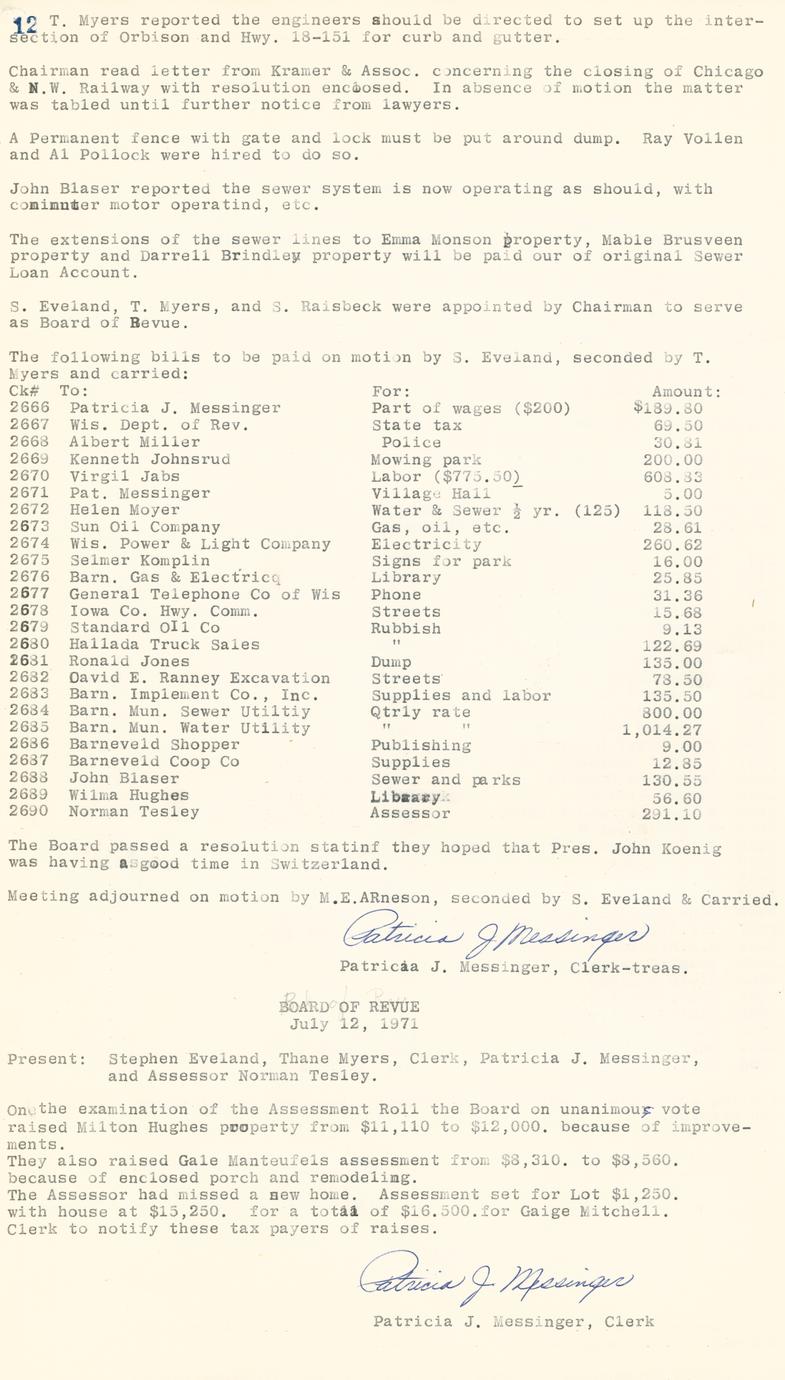 12 T. Myers reported the engineers should be directed to set up the inter-
section of Orbison and Hwy. 18-151 for curb and gutter.
Chairman read letter from Kramer & Assoc. concerning the closing of Chicago
& N.W. Railway with resolution encoosed. In absence of motion the matter
was tabled until further notice from lawyers.
A Permanent fence with gate and lock must be put around dump. Ray Vollen
and Al Pollock were hired to do so.
John Blaser reported the sewer system is now operating as should, with
cominuter motor operatind, etc.
The extensions of the sewer lines to Emma Monson property, Mable Brusveen
property and Darrell Brindley property will be paid our of original Sewer
Loan Account.
S. Eveland, T. Myers, and S. Raisbeck were appointed by Chairman to serve
as Board of Revue.
The following bills to be paid on motion by S. Eveland, seconded by T.
Myers and carried:
Ck# To: For: Amount:
2666 Patricia J. Messinger Part of wages ($200) $189.80
2667 Wis. Dept. of Rev. State tax 69.50
2668 Albert Miller Police 30.81
2669 Kenneth Johnsrud Mowing park 200.00
2670 Virgil Jabs Labor ($775.50) 608.83
2671 Pat. Messinger Village Hall 5.00
2672 Helen Moyer Water & Sewer ½ yr. (125) 118.50
2673 Sun Oil Company Gas, oil, etc. 28.61
2674 Wis. Power & Light Company Electricity 260.62
2675 Selmer Komplin Signs for park 16.00
2676 Barn. Gas & Electricq Library 25.85
2677 General Telephone Co of Wis Phone 31.36
2678 Iowa Co. Hwy. Comm. Streets 15.68
2679 Standard OIl Co Rubbish 9.13
2680 Hallada Truck Sales " 122.69
2681 Ronald Jones Dump 135.00
2682 David E. Ranney Excavation Streets 78.50
2683 Barn. Implement Co., Inc. Supplies and labor 135.50
2684 Barn. Mun. Sewer Utiltiy Qtrly rate 800.00
2685 Barn. Mun. Water Utility " " 1,014.27
2686 Barneveld Shopper Publishing 9.00
2687 Barneveld Coop Co Supplies 12.85
2688 John Blaser Sewer and parks 130.55
2689 Wilma Hughes Library 56.60
2690 Norman Tesley Assessor 291.10
The Board passed a resolution statinf they hoped that Pres. John Koenig
was having a good time in Switzerland.
Meeting adjourned on motion by M.E.ARneson, seconded by S. Eveland & Carried.
Patricia J Messinger
Patricia J. Messinger, Clerk-treas.
BOARD OF REVUE
July 12, 1971
Present: Stephen Eveland, Thane Myers, Clerk, Patricia J. Messinger,
and Assessor Norman Tesley.
On the examination of the Assessment Roll the Board on unanimous vote
raised Milton Hughes property from $11,110 to $12,000. because of improve-
ments.
They also raised Gale Manteufels assessment from $8,310. to $8,560.
because of enclosed porch and remodeling.
The Assessor had missed a new home. Assessment set for Lot $1,250.
with house at $15,250. for a total of $16.500.for Gaige Mitchell.
Clerk to notify these tax payers of raises.
Patricia J. Messinger
Patricia J. Messinger, Clerk